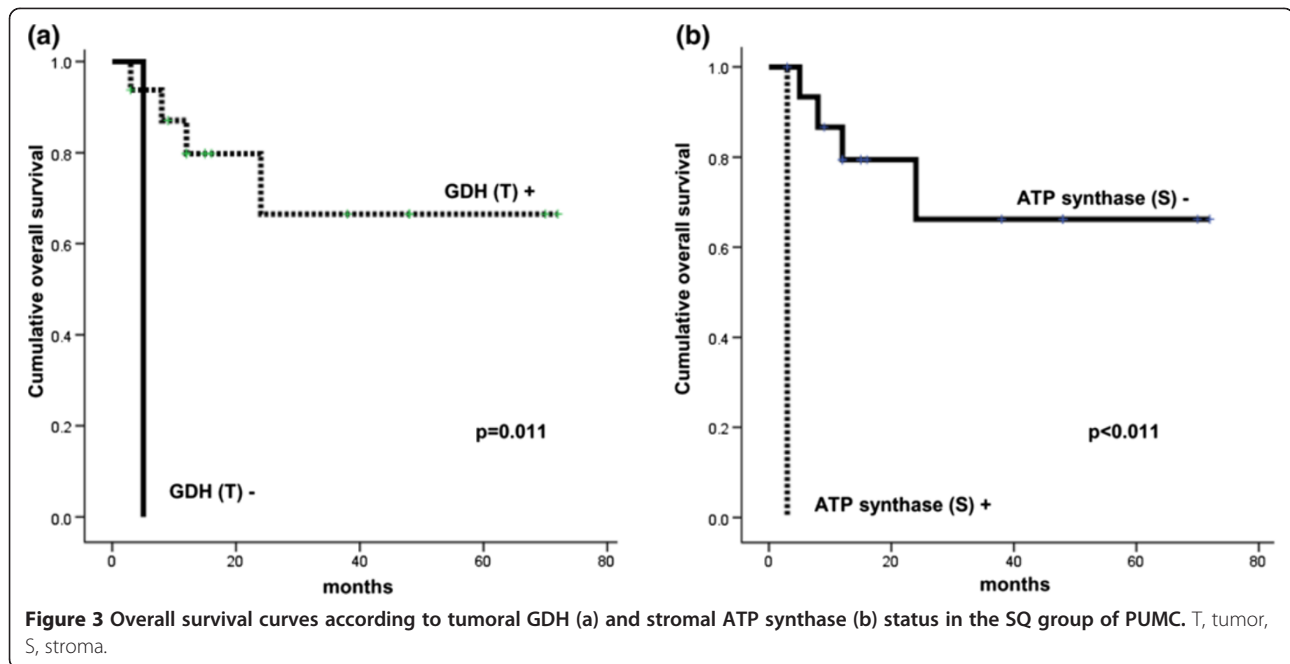 (a)
1.0
0.8
0.6
0.4
0.2
0.0
Cumulative overall survival
GDH (T) +
p=0.011
GDH (T) -
0 20 40 60 80
months
(b)
1.0
0.8
0.6
0.4
0.2
0.0
Cumulative overall survival
ATP synthase (S) -
p<0.011
ATP synthase (S) +
0 20 40 60 80
months
Figure 3 Overall survival curves according to tumoral GDH (a) and stromal ATP synthase (b) status in the SQ group of PUMC. T, tumor,
S, stroma.